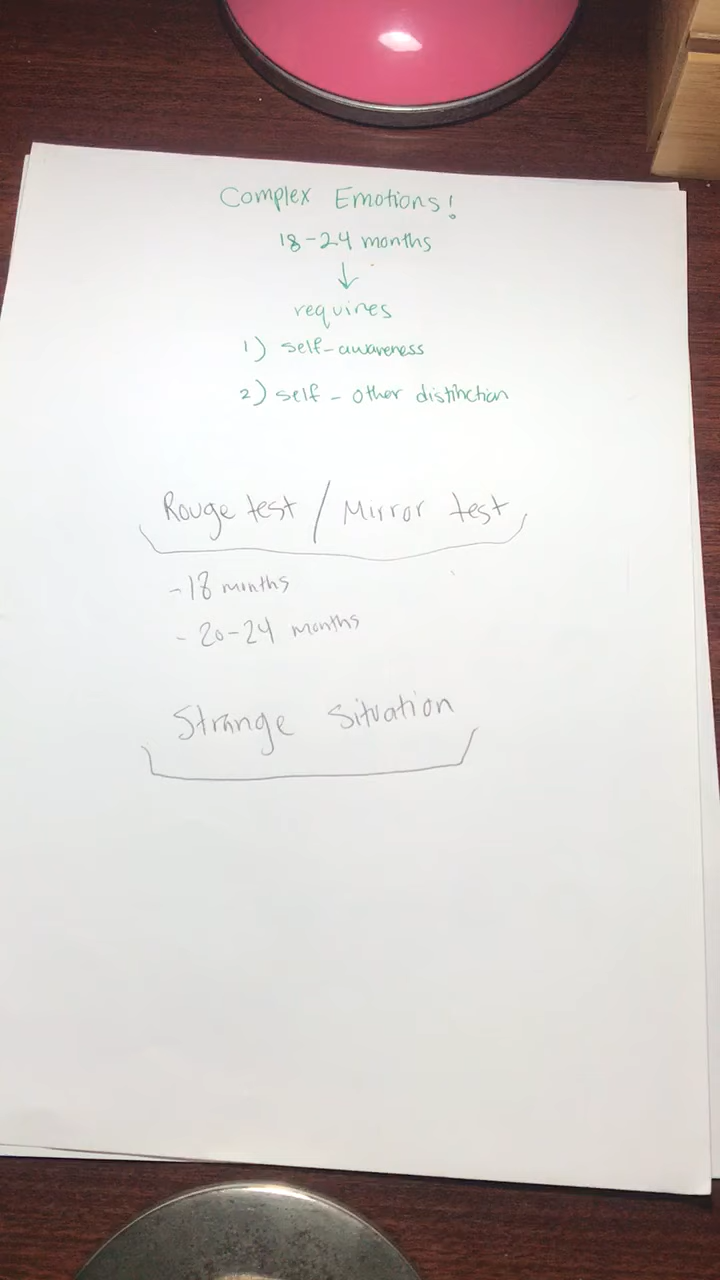 Complex Emotions!
18-24 months
↓
requires
1) self-awareness
2) self - other distinction
Rouge test / Mirror test
- 18 months
- 20-24 months
Strange Situation